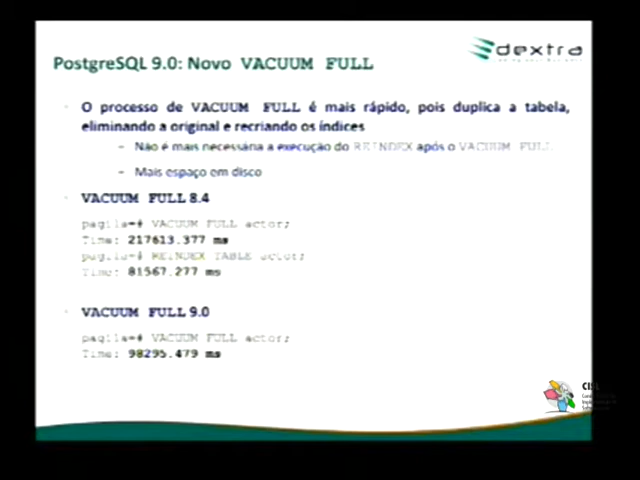 dextra
PostgreSQL 9.0: Novo VACUUM FULL
O processo de VACUUM FULL é mais rápido, pois duplica a tabela,
eliminando a original e recriando os índices
– Não é mais necessária a execução do REINDEX após o VACUUM FULL
– Mais espaço em disco
VACUUM FULL 8.4
pagila=# VACUUM FULL actor;
Time: 217613.377 ms
pagila=# REINDEX TABLE actor;
Time: 81567.277 ms
VACUUM FULL 9.0
pagila=# VACUUM FULL actor;
Time: 98295.479 ms
CISL